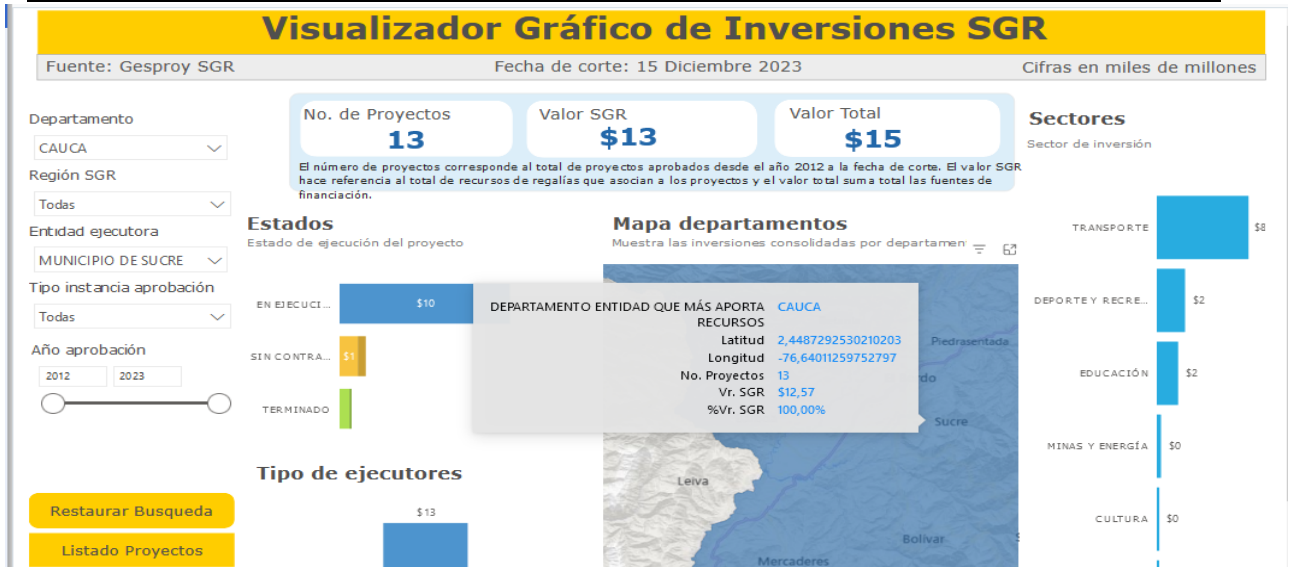 Visualizador Gráfico de Inversiones SGR
Fuente: Gesproy SGR
Fecha de corte: 15 Diciembre 2023
Cifras en miles de millones
Departamento
CAUCA
Región SGR
Todas
Entidad ejecutora
MUNICIPIO DE SUCRE
Tipo instancia aprobación
Todas
Año aprobación
2012 2023
Restaurar Busqueda
Listado Proyectos
No. de Proyectos
13
Valor SGR
$13
Valor Total
$15
El número de proyectos corresponde al total de proyectos aprobados desde el año 2012 a la fecha de corte. El valor SGR
hace referencia al total de recursos de regalías que asocian a los proyectos y el valor total suma total las fuentes de
financiación.
Estados
Estado de ejecución del proyecto
EN EJECUCI... $10
SIN CONTRA... $1
TERMINADO
Tipo de ejecutores
$13
Mapa departamentos
Muestra las inversiones consolidadas por departamen
DEPARTAMENTO ENTIDAD QUE MÁS APORTA CAUCA
RECURSOS
Latitud 2,4487292530210203
Longitud -76,64011259752797
No. Proyectos 13
Vr. SGR $12,57
%Vr. SGR 100,00%
Piedrasentada
do
Sucre
Leiva
Bolívar
Mercaderes
Sectores
Sector de inversión
TRANSPORTE $8
DEPORTE Y RECRE... $2
EDUCACIÓN $2
MINAS Y ENERGÍA $0
CULTURA $0